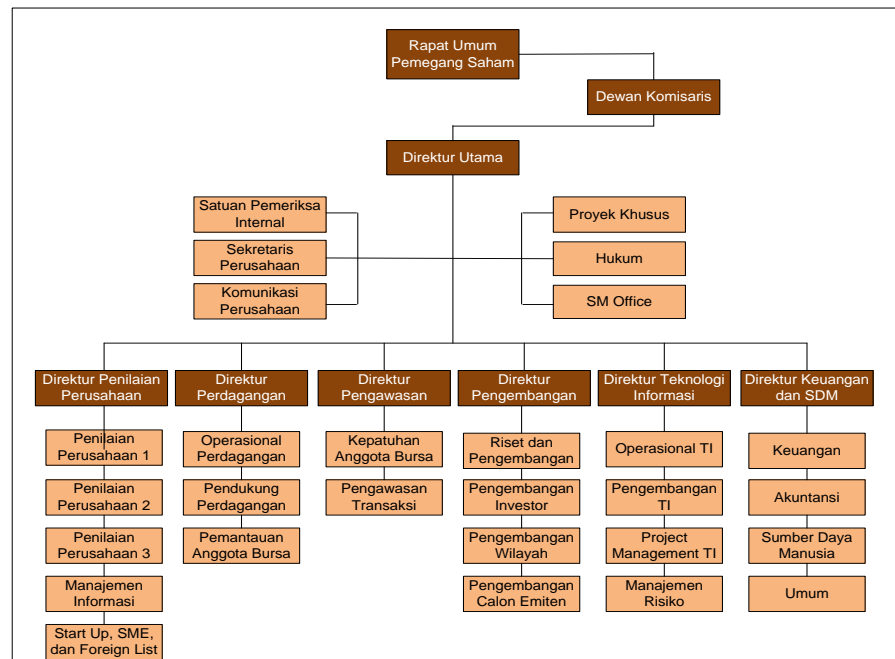 Rapat Umum
Pemegang Saham
Dewan Komisaris
Direktur Utama
Satuan Pemeriksa
Internal
Sekretaris
Perusahaan
Komunikasi
Perusahaan
Proyek Khusus
Hukum
SM Office
Direktur Penilaian
Perusahaan
Penilaian
Perusahaan 1
Penilaian
Perusahaan 2
Penilaian
Perusahaan 3
Manajemen
Informasi
Start Up, SME,
dan Foreign List
Direktur
Perdagangan
Operasional
Perdagangan
Pendukung
Perdagangan
Pemantauan
Anggota Bursa
Direktur
Pengawasan
Kepatuhan
Anggota Bursa
Pengawasan
Transaksi
Direktur
Pengembangan
Riset dan
Pengembangan
Pengembangan
Investor
Pengembangan
Wilayah
Pengembangan
Calon Emiten
Direktur Teknologi
Informasi
Operasional TI
Pengembangan
TI
Project
Management TI
Manajemen
Risiko
Direktur Keuangan
dan SDM
Keuangan
Akuntansi
Sumber Daya
Manusia
Umum